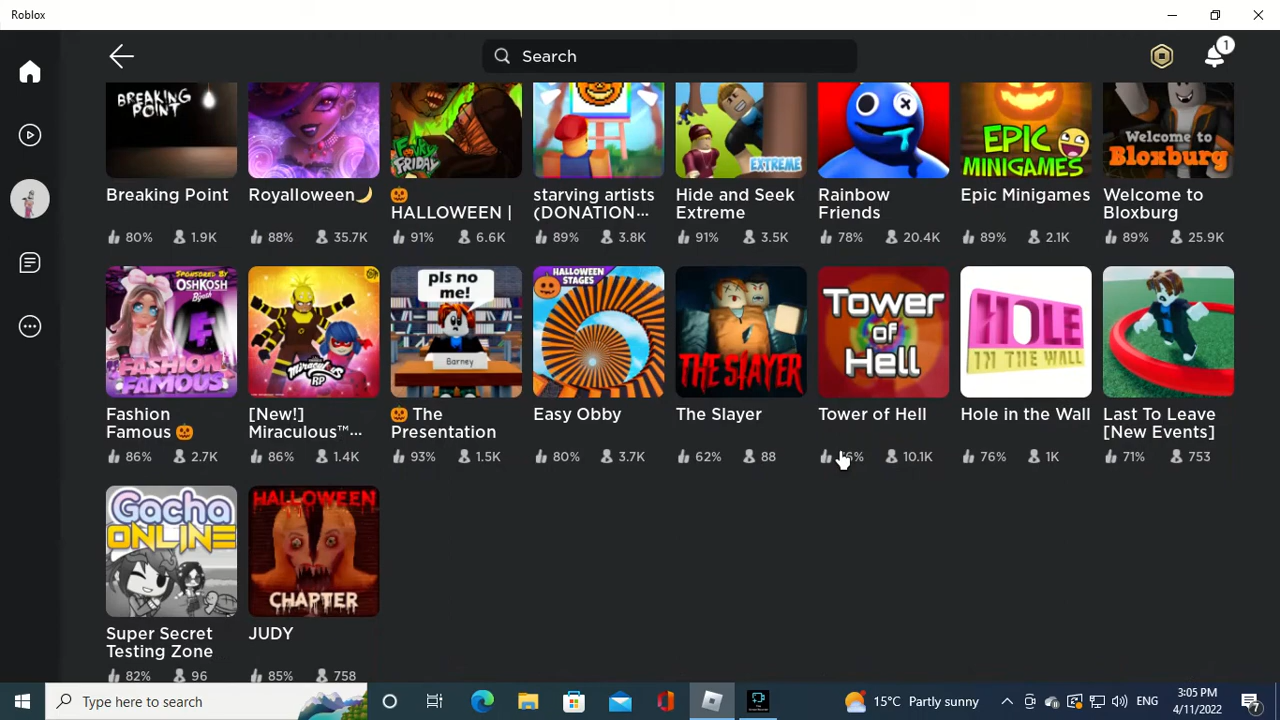 Roblox
Search
1
BREAKING POINT
FUNKY FRIDAY
EXTREME
EPIC MINIGAMES
Welcome to Bloxburg
Breaking Point
Royalloween🌙
🎃 HALLOWEEN |
starving artists (DONATION...
Hide and Seek Extreme
Rainbow Friends
Epic Minigames
Welcome to Bloxburg
80% 1.9K
88% 35.7K
91% 6.6K
89% 3.8K
91% 3.5K
78% 20.4K
89% 2.1K
89% 25.9K
SPONSORED BY OSHKOSH B'gosh
FASHION FAMOUS
Miraculous RP
pls no me!
Barney
HALLOWEEN STAGES
THE SLAYER
Tower of Hell
HOLE IN THE WALL
Fashion Famous 🎃
[New!] Miraculous™...
🎃 The Presentation
Easy Obby
The Slayer
Tower of Hell
Hole in the Wall
Last To Leave [New Events]
86% 2.7K
86% 1.4K
93% 1.5K
80% 3.7K
62% 88
6% 10.1K
76% 1K
71% 753
Gacha ONLINE
HALLOWEEN CHAPTER
Super Secret Testing Zone
JUDY
82% 96
85% 758
Type here to search
15°C Partly sunny
ENG
3:05 PM
4/11/2022
7